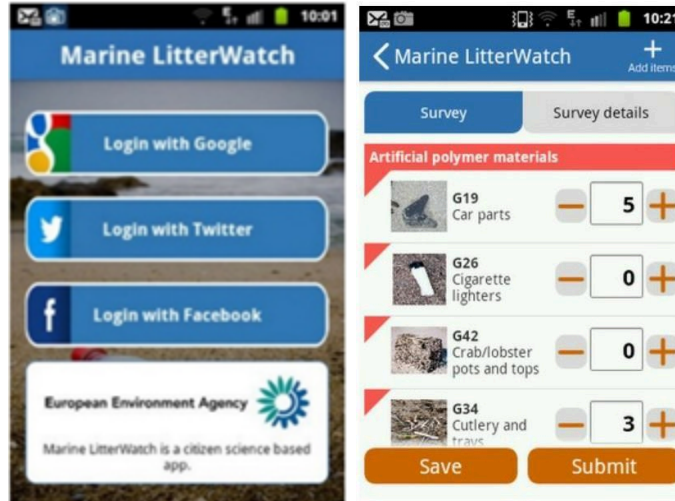 10:01
Marine LitterWatch
Login with Google
Login with Twitter
Login with Facebook
European Environment Agency
Marine LitterWatch is a citizen science based
app.
10:21
Marine LitterWatch
Add items
Survey
Survey details
Artificial polymer materials
G19
Car parts
5
G26
Cigarette
lighters
0
G42
Crab/lobster
pots and tops
0
G34
Cutlery and
trays
3
Save
Submit